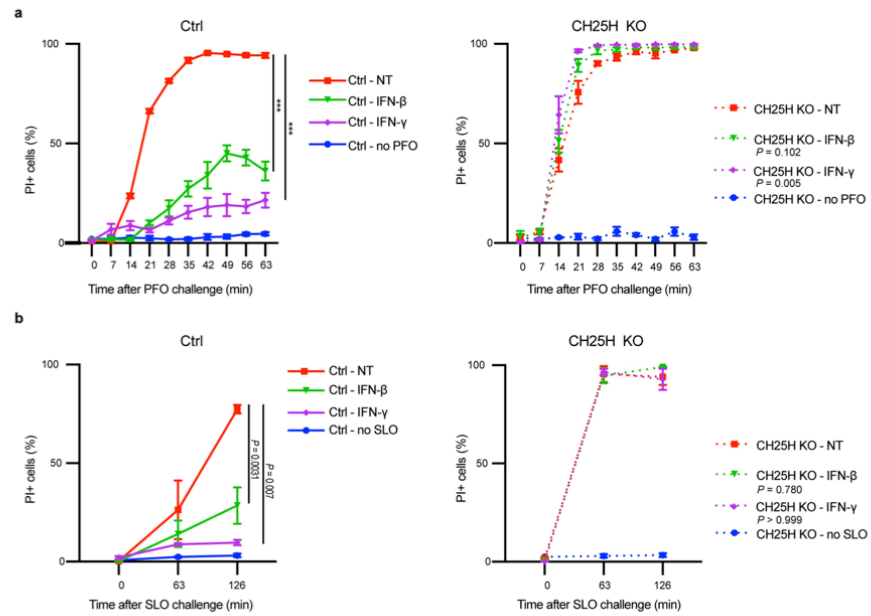 a
Ctrl
CH25H KO
100
50
0
PI+ cells (%)
0 7 14 21 28 35 42 49 56 63
Time after PFO challenge (min)
***
***
Ctrl - NT
Ctrl - IFN-β
Ctrl - IFN-γ
Ctrl - no PFO
100
50
0
PI+ cells (%)
0 7 14 21 28 35 42 49 56 63
Time after PFO challenge (min)
CH25H KO - NT
CH25H KO - IFN-β
P = 0.102
CH25H KO - IFN-γ
P = 0.005
CH25H KO - no PFO
b
Ctrl
CH25H KO
100
50
0
PI+ cells (%)
0 63 126
Time after SLO challenge (min)
P = 0.0031
P = 0.007
Ctrl - NT
Ctrl - IFN-β
Ctrl - IFN-γ
Ctrl - no SLO
100
50
0
PI+ cells (%)
0 63 126
Time after SLO challenge (min)
CH25H KO - NT
CH25H KO - IFN-β
P = 0.780
CH25H KO - IFN-γ
P > 0.999
CH25H KO - no SLO